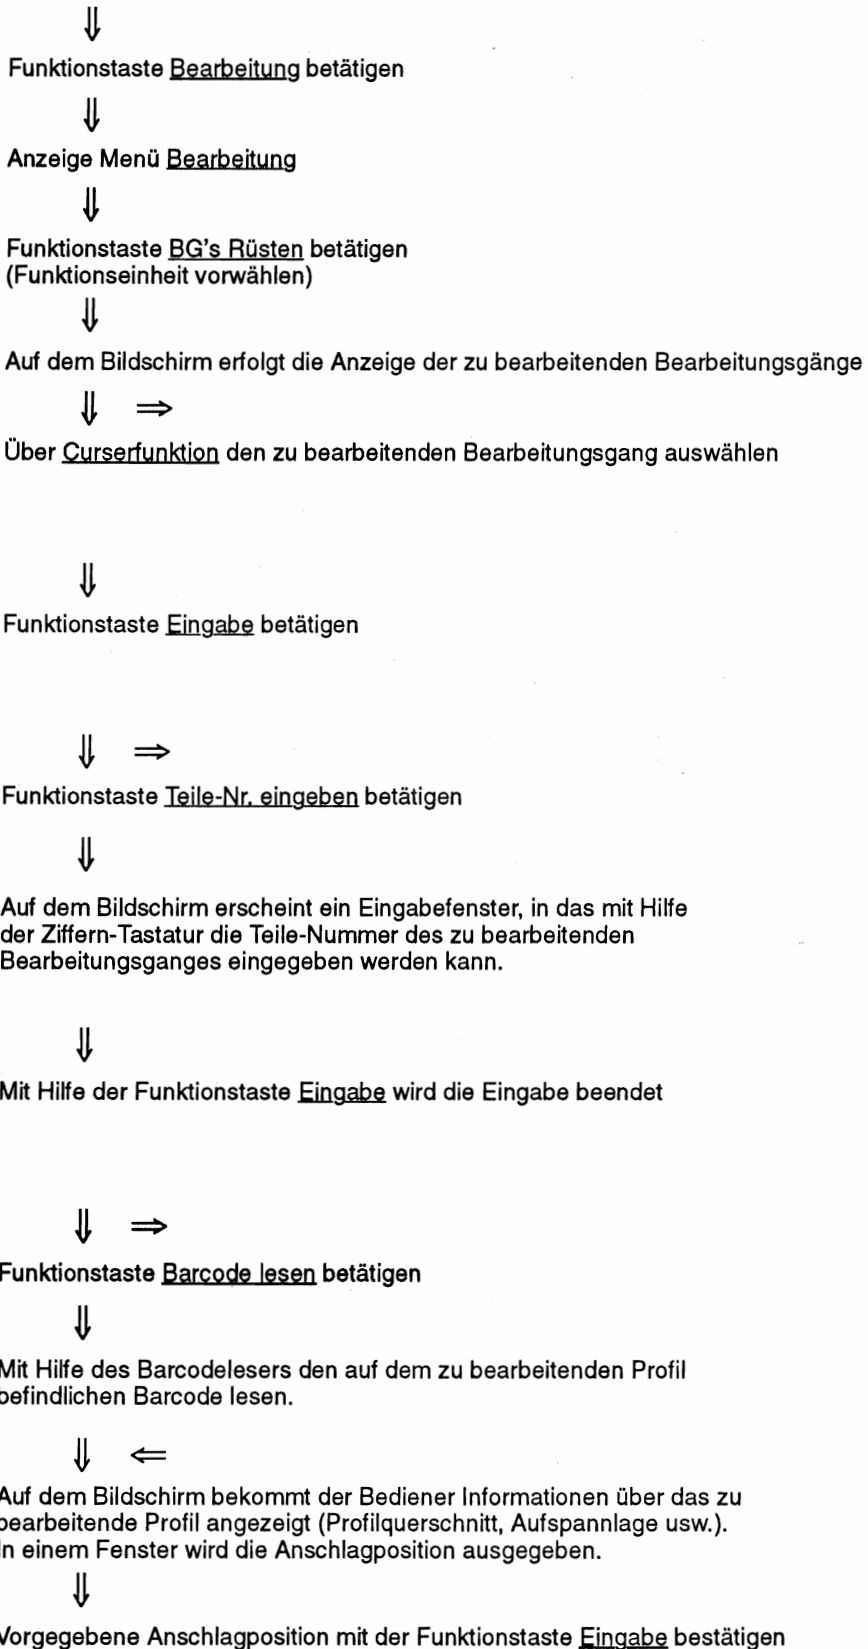 ⇓
Funktionstaste Bearbeitung betätigen
⇓
Anzeige Menü Bearbeitung
⇓
Funktionstaste BG's Rüsten betätigen
(Funktionseinheit vorwählen)
⇓
Auf dem Bildschirm erfolgt die Anzeige der zu bearbeitenden Bearbeitungsgänge
⇓ ⇒
Über Curserfunktion den zu bearbeitenden Bearbeitungsgang auswählen
⇓
Funktionstaste Eingabe betätigen
⇓ ⇒
Funktionstaste Teile-Nr. eingeben betätigen
⇓
Auf dem Bildschirm erscheint ein Eingabefenster, in das mit Hilfe
der Ziffern-Tastatur die Teile-Nummer des zu bearbeitenden
Bearbeitungsganges eingegeben werden kann.
⇓
Mit Hilfe der Funktionstaste Eingabe wird die Eingabe beendet
⇓ ⇒
Funktionstaste Barcode lesen betätigen
⇓
Mit Hilfe des Barcodelesers den auf dem zu bearbeitenden Profil
befindlichen Barcode lesen.
⇓ ⇐
Auf dem Bildschirm bekommt der Bediener Informationen über das zu
bearbeitende Profil angezeigt (Profilquerschnitt, Aufspannlage usw.).
In einem Fenster wird die Anschlagposition ausgegeben.
⇓
Vorgegebene Anschlagposition mit der Funktionstaste Eingabe bestätigen